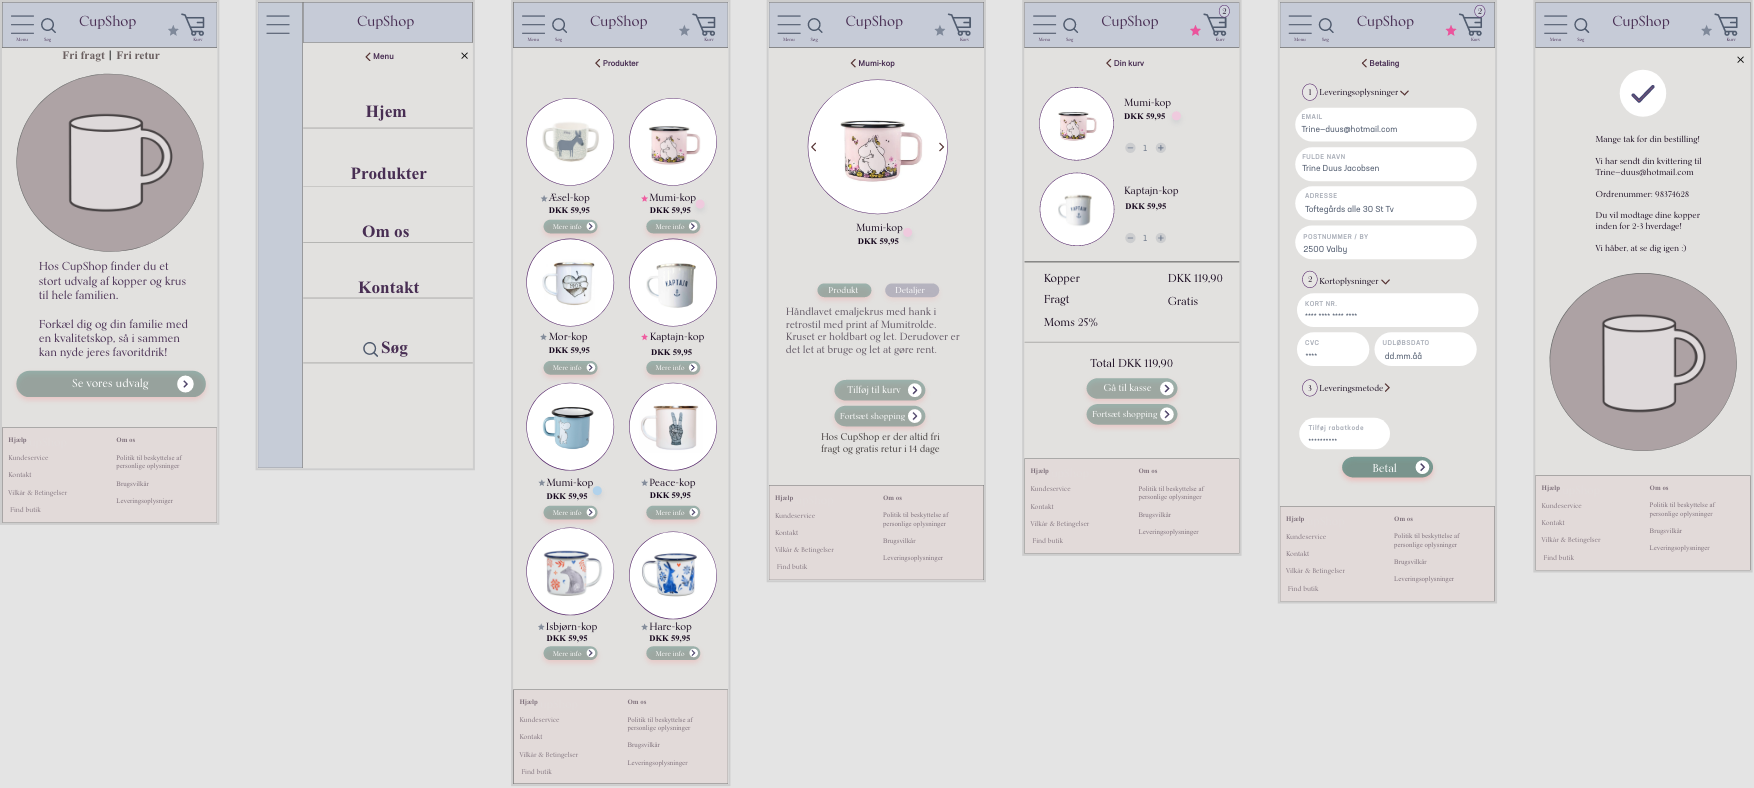 CupShop
Menu
Søg
Kurv
Fri fragt | Fri retur
Hos CupShop finder du et
stort udvalg af kopper og krus
til hele familien.
Forkæl dig og din familie med
en kvalitetskop, så i sammen
kan nyde jeres favoritdrik!
Se vores udvalg
Hjælp
Kundeservice
Kontakt
Vilkår & Betingelser
Find butik
Om os
Politik til beskyttelse af
personlige oplysninger
Brugsvilkår
Leveringsoplysniger
CupShop
Menu
Hjem
Produkter
Om os
Kontakt
Søg
CupShop
Menu
Søg
Kurv
Produkter
Æsel-kop
DKK 59,95
Mere info
Mumi-kop
DKK 59,95
Mere info
KAPTAJN
Mor-kop
DKK 59,95
Mere info
Kaptajn-kop
DKK 59,95
Mere info
Mumi-kop
DKK 59,95
Mere info
Peace-kop
DKK 59,95
Mere info
Isbjørn-kop
DKK 59,95
Mere info
Hare-kop
DKK 59,95
Mere info
Hjælp
Kundeservice
Kontakt
Vilkår & Betingelser
Find butik
Om os
Politik til beskyttelse af
personlige oplysninger
Brugsvilkår
Leveringsoplysninger
CupShop
Menu
Søg
Kurv
Mumi-kop
Mumi-kop
DKK 59,95
Produkt
Detaljer
Håndlavet emaljekrus med hank i
retrostil med print af Mumitrolde.
Kruset er holdbart og let. Derudover er
det let at bruge og let at gøre rent.
Tilføj til kurv
Fortsæt shopping
Hos CupShop er der altid fri
fragt og gratis retur i 14 dage
Hjælp
Kundeservice
Kontakt
Vilkår & Betingelser
Find butik
Om os
Politik til beskyttelse af
personlige oplysninger
Brugsvilkår
Leveringsoplysninger
CupShop
2
Menu
Søg
Kurv
Din kurv
Mumi-kop
DKK 59,95
1
KAPTAJN
Kaptajn-kop
DKK 59,95
1
Kopper DKK 119,90
Fragt Gratis
Moms 25%
Total DKK 119,90
Gå til kasse
Fortsæt shopping
Hjælp
Kundeservice
Kontakt
Vilkår & Betingelser
Find butik
Om os
Politik til beskyttelse af
personlige oplysninger
Brugsvilkår
Leveringsoplysninger
CupShop
2
Menu
Søg
Kurv
Betaling
1 Leveringsoplysninger
EMAIL
Trine-duus@hotmail.com
FULDE NAVN
Trine Duus Jacobsen
ADRESSE
Toftegårds alle 30 St Tv
POSTNUMMER / BY
2500 Valby
2 Kortoplysninger
KORT NR.
**** **** **** ****
CVC
****
UDLØBSDATO
dd.mm.åå
3 Leveringsmetode
Tilføj rabatkode
**********
Betal
Hjælp
Kundeservice
Kontakt
Vilkår & Betingelser
Find butik
Om os
Politik til beskyttelse af
personlige oplysninger
Brugsvilkår
Leveringsoplysninger
CupShop
Menu
Søg
Kurv
Mange tak for din bestilling!
Vi har sendt din kvittering til
Trine-duus@hotmail.com
Ordrenummer: 98374628
Du vil modtage dine kopper
inden for 2-3 hverdage!
Vi håber, at se dig igen :)
Hjælp
Kundeservice
Kontakt
Vilkår & Betingelser
Find butik
Om os
Politik til beskyttelse af
personlige oplysninger
Brugsvilkår
Leveringsoplysninger